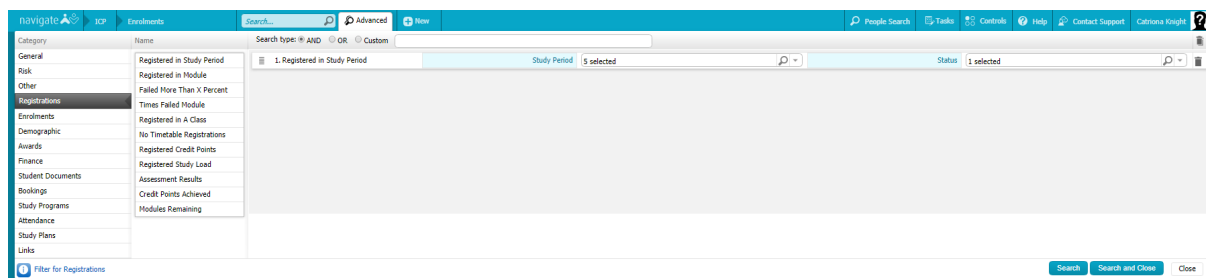 navigate ICP Enrolments Search... Advanced New People Search Tasks Controls Help Contact Support Catriona Knight
Category Name Search type: AND OR Custom
General
Risk
Other
Registrations
Enrolments
Demographic
Awards
Finance
Student Documents
Bookings
Study Programs
Attendance
Study Plans
Links
Registered in Study Period
Registered in Module
Failed More Than X Percent
Times Failed Module
Registered in A Class
No Timetable Registrations
Registered Credit Points
Registered Study Load
Assessment Results
Credit Points Achieved
Modules Remaining
1. Registered in Study Period Study Period 5 selected Status 1 selected
Filter for Registrations Search Search and Close Close